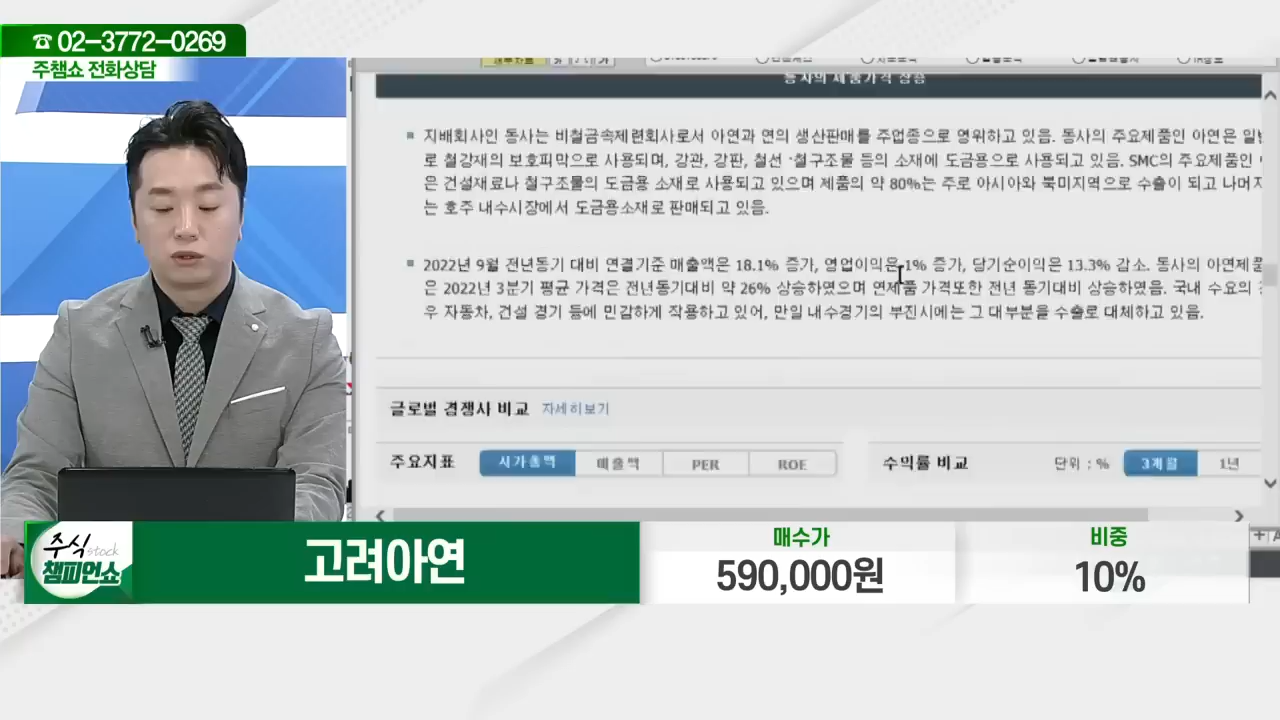 ☎ 02-3772-0269
주챔쇼 전화상담
동사의 제품가격 상승
지배회사인 동사는 비철금속제련회사로서 아연과 연의 생산판매를 주업종으로 영위하고 있음. 동사의 주요제품인 아연은 일반
로 철강재의 보호피막으로 사용되며, 강관, 강판, 철선 ·철구조물 등의 소재에 도금용으로 사용되고 있음. SMC의 주요제품인
은 건설재료나 철구조물의 도금용 소재로 사용되고 있으며 제품의 약 80%는 주로 아시아와 북미지역으로 수출이 되고 나머지
는 호주 내수시장에서 도금용소재로 판매되고 있음.
2022년 9월 전년동기 대비 연결기준 매출액은 18.1% 증가, 영업이익은 1% 증가, 당기순이익은 13.3% 감소. 동사의 아연제품
은 2022년 3분기 평균 가격은 전년동기대비 약 26% 상승하였으며 연제품 가격또한 전년 동기대비 상승하였음. 국내 수요의
우 자동차, 건설 경기 등에 민감하게 작용하고 있어, 만일 내수경기의 부진시에는 그 대부분을 수출로 대체하고 있음.
글로벌 경쟁사 비교 자세히보기
주요지표 시가총액 매출액 PER ROE 수익률 비교 단위 : % 3개월 1년
주식 stock
챔피언쇼
고려아연
매수가 비중
590,000원 10%